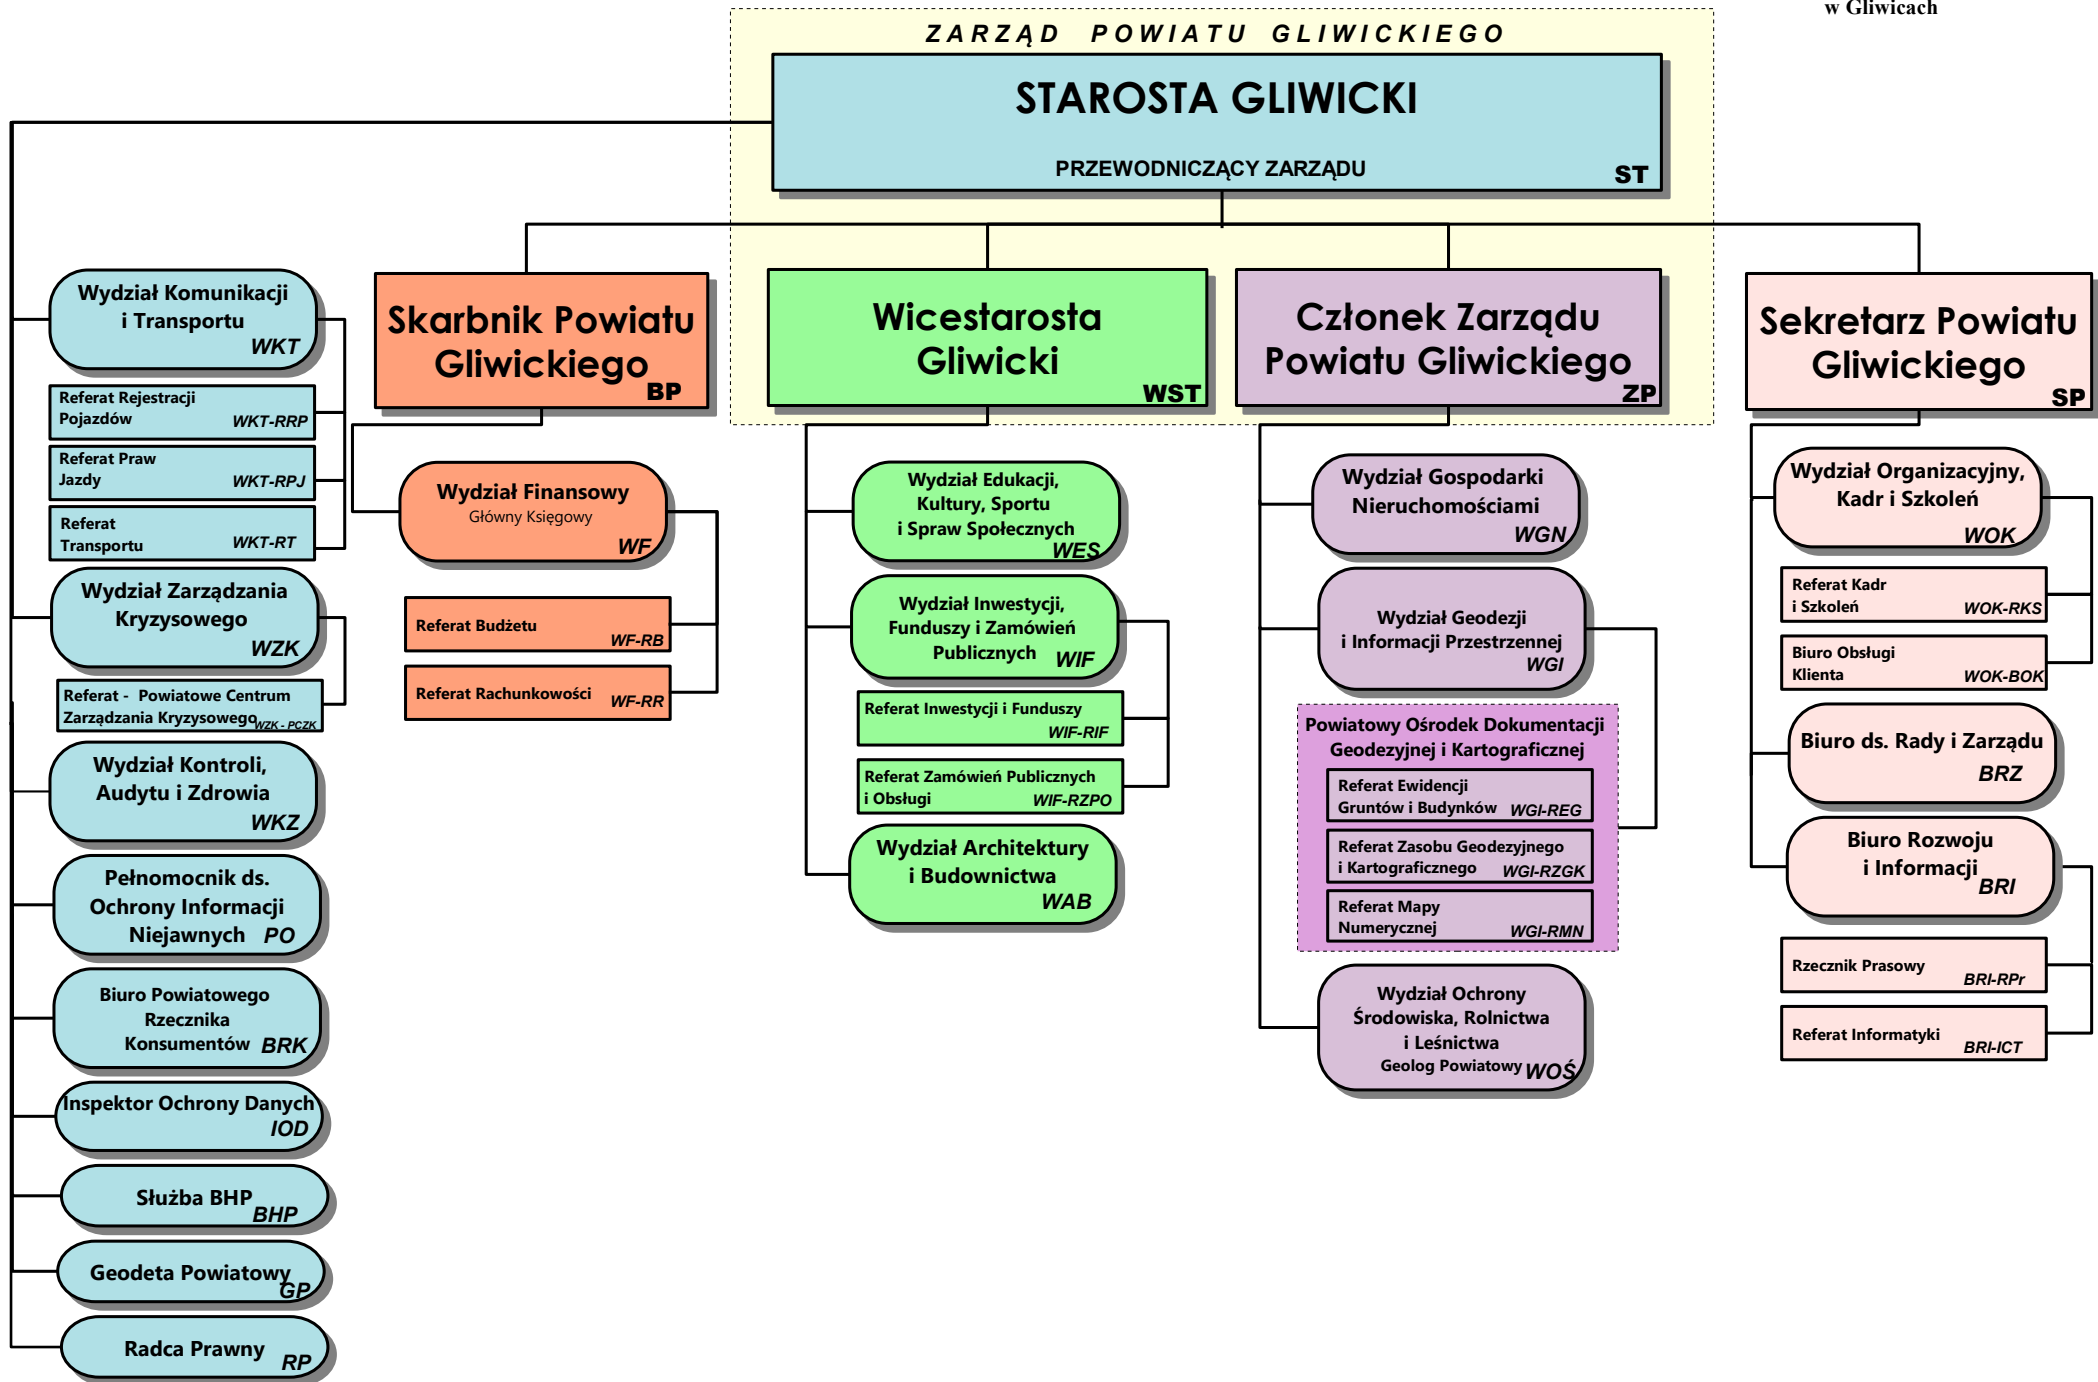 w Gliwicach
ZARZĄD POWIATU GLIWICKIEGO
STAROSTA GLIWICKI
PRZEWODNICZĄCY ZARZĄDU
ST
Wydział Komunikacji
i Transportu
WKT
Referat Rejestracji
Pojazdów WKT-RRP
Referat Praw
Jazdy WKT-RPJ
Referat
Transportu WKT-RT
Wydział Zarządzania
Kryzysowego
WZK
Referat - Powiatowe Centrum
Zarządzania Kryzysowego WZK - PCZK
Wydział Kontroli,
Audytu i Zdrowia
WKZ
Pełnomocnik ds.
Ochrony Informacji
Niejawnych PO
Biuro Powiatowego
Rzecznika
Konsumentów BRK
Inspektor Ochrony Danych
IOD
Służba BHP
BHP
Geodeta Powiatowy
GP
Radca Prawny
RP
Skarbnik Powiatu
Gliwickiego
BP
Wydział Finansowy
Główny Księgowy
WF
Referat Budżetu
WF-RB
Referat Rachunkowości WF-RR
Wicestarosta
Gliwicki
WST
Wydział Edukacji,
Kultury, Sportu
i Spraw Społecznych
WES
Wydział Inwestycji,
Funduszy i Zamówień
Publicznych WIF
Referat Inwestycji i Funduszy
WIF-RIF
Referat Zamówień Publicznych
i Obsługi WIF-RZPO
Wydział Architektury
i Budownictwa
WAB
Członek Zarządu
Powiatu Gliwickiego
ZP
Wydział Gospodarki
Nieruchomościami
WGN
Wydział Geodezji
i Informacji Przestrzennej
WGI
Powiatowy Ośrodek Dokumentacji
Geodezyjnej i Kartograficznej
Referat Ewidencji
Gruntów i Budynków WGI-REG
Referat Zasobu Geodezyjnego
i Kartograficznego WGI-RZGK
Referat Mapy
Numerycznej WGI-RMN
Wydział Ochrony
Środowiska, Rolnictwa
i Leśnictwa
Geolog Powiatowy WOŚ
Sekretarz Powiatu
Gliwickiego
SP
Wydział Organizacyjny,
Kadr i Szkoleń
WOK
Referat Kadr
i Szkoleń WOK-RKS
Biuro Obsługi
Klienta WOK-BOK
Biuro ds. Rady i Zarządu
BRZ
Biuro Rozwoju
i Informacji
BRI
Rzecznik Prasowy
BRI-RPr
Referat Informatyki
BRI-ICT